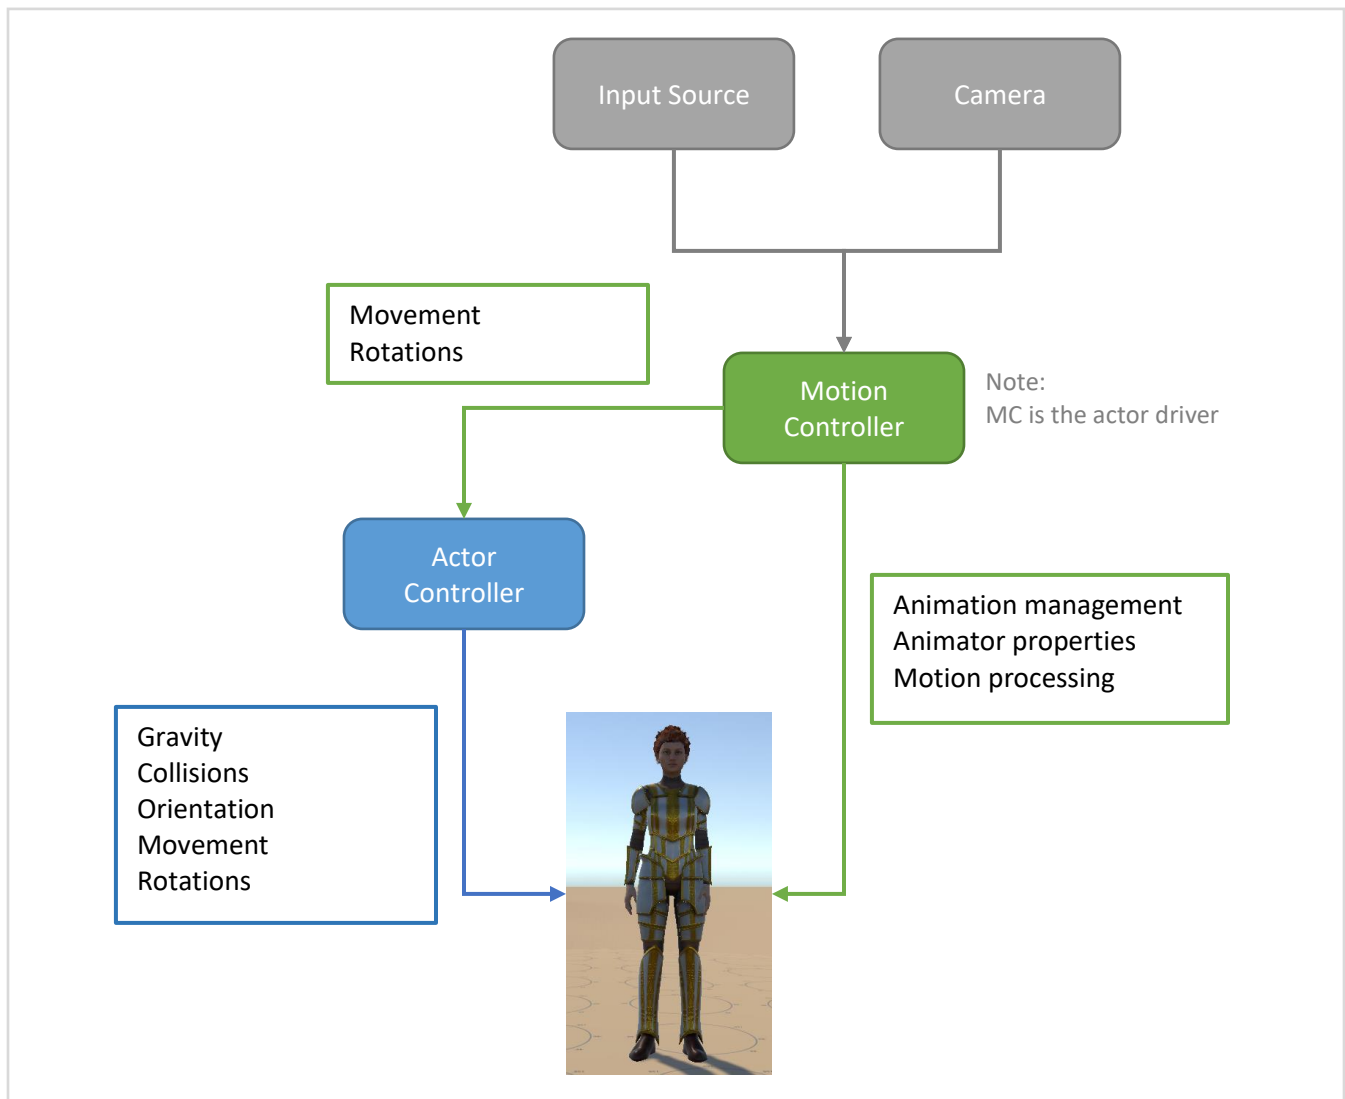 Input Source
Camera
Movement
Rotations
Motion
Controller
Note:
MC is the actor driver
Actor
Controller
Animation management
Animator properties
Motion processing
Gravity
Collisions
Orientation
Movement
Rotations